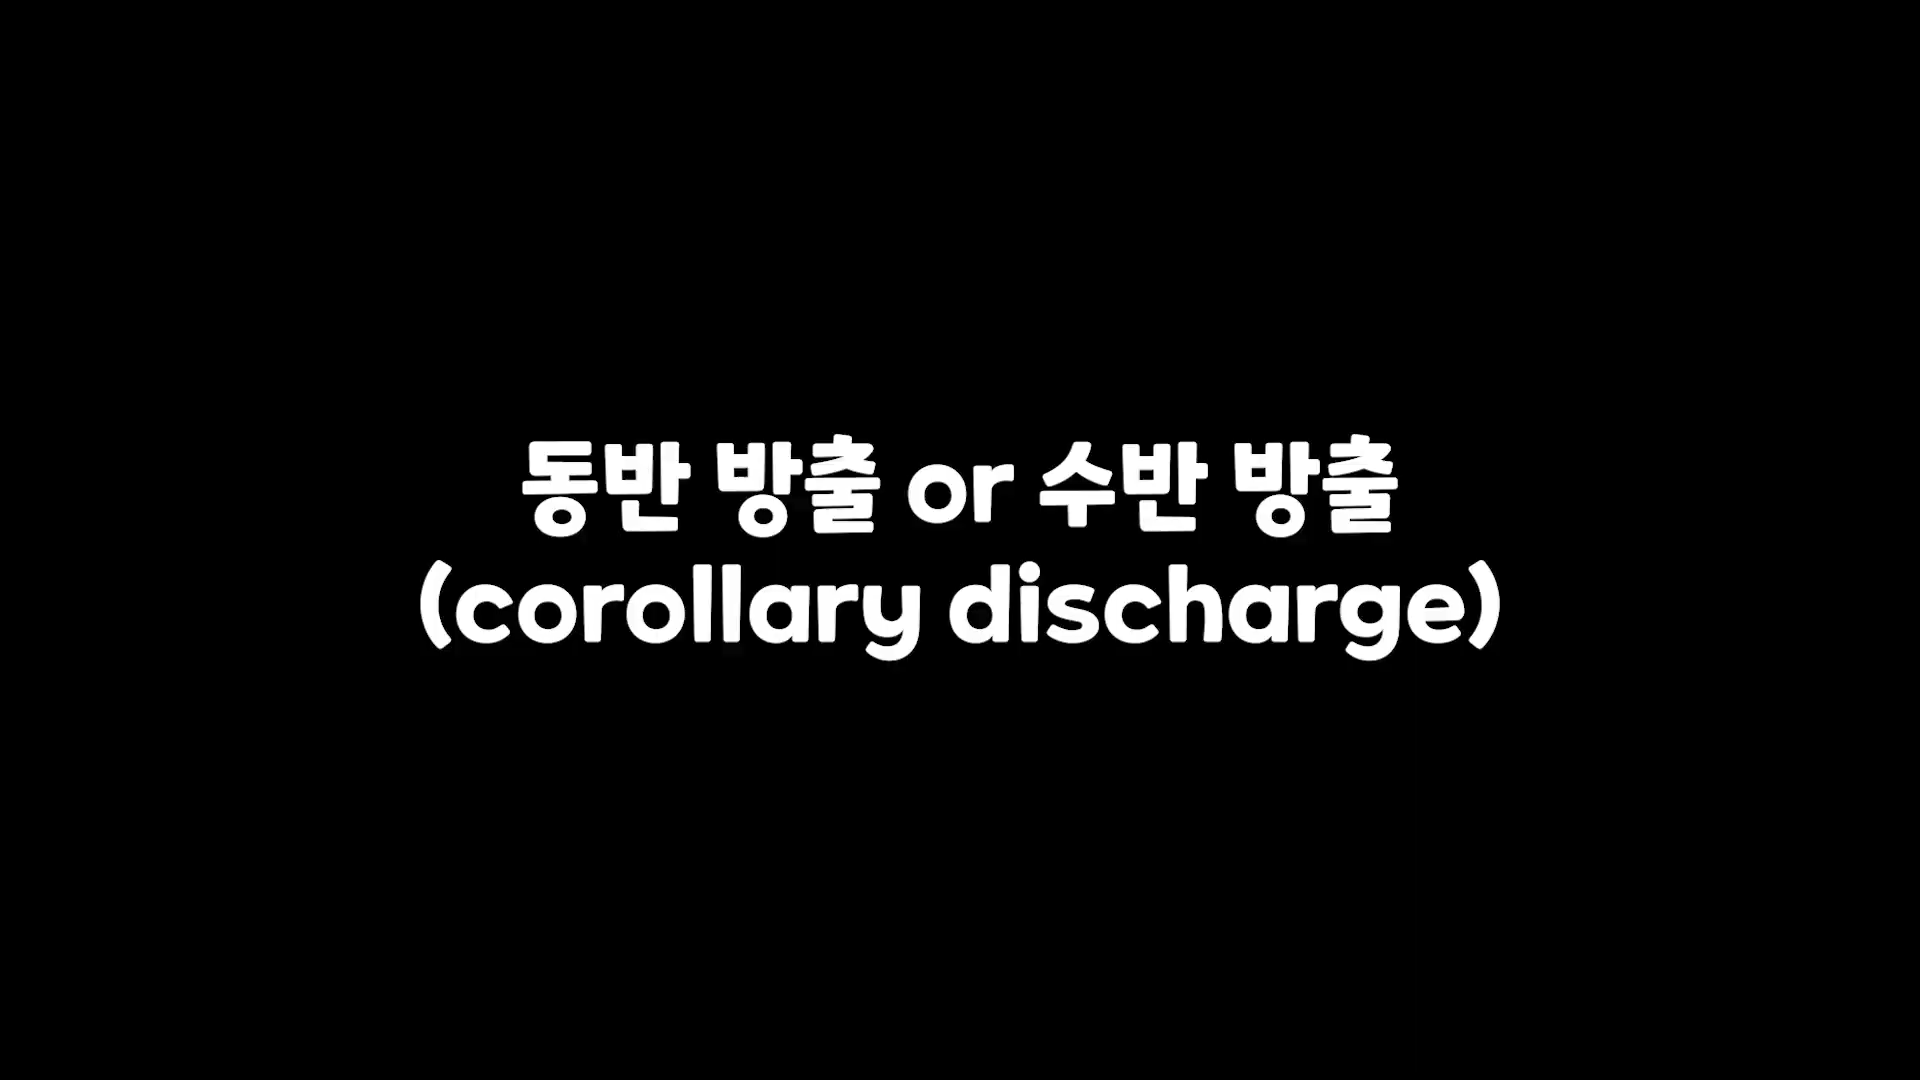 동반 방출 or 수반 방출
(corollary discharge)